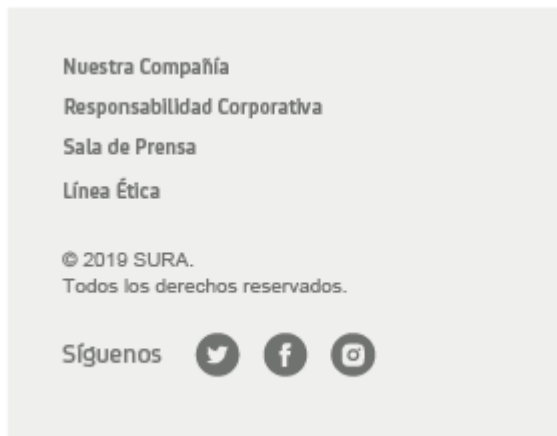 Nuestra Compañía
Responsabilidad Corporativa
Sala de Prensa
Línea Ética
© 2019 SURA.
Todos los derechos reservados.
Síguenos